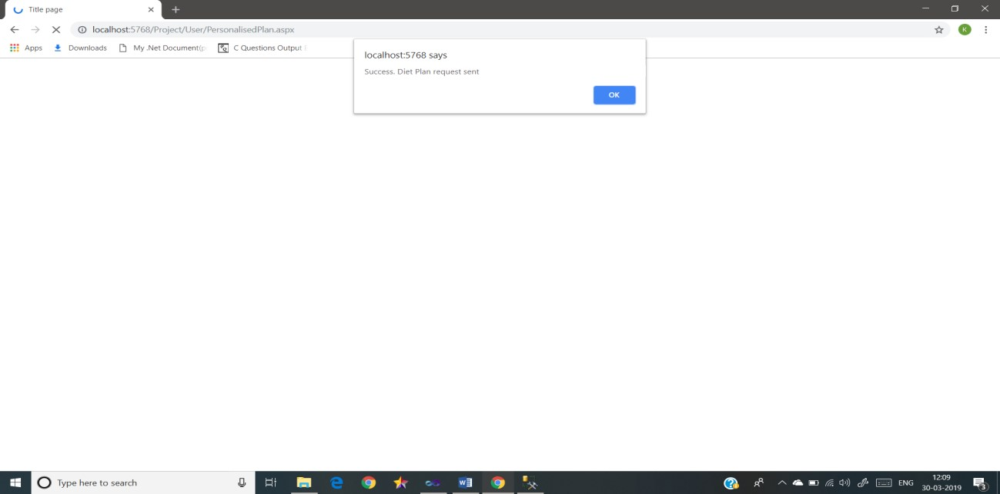 Title page
localhost:5768/Project/User/PersonalisedPlan.aspx
K
Apps Downloads My .Net Document(p C Questions Output
localhost:5768 says
Success. Diet Plan request sent
OK
Type here to search
ENG
12:09
30-03-2019
3